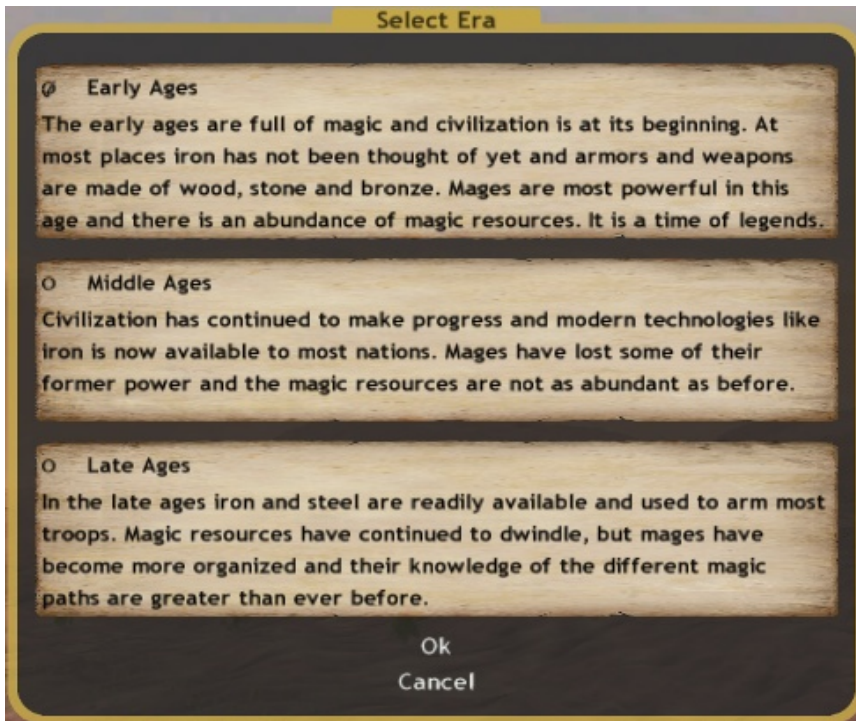 Select Era
Early Ages
The early ages are full of magic and civilization is at its beginning. At
most places iron has not been thought of yet and armors and weapons
are made of wood, stone and bronze. Mages are most powerful in this
age and there is an abundance of magic resources. It is a time of legends.
Middle Ages
Civilization has continued to make progress and modern technologies like
iron is now available to most nations. Mages have lost some of their
former power and the magic resources are not as abundant as before.
Late Ages
In the late ages iron and steel are readily available and used to arm most
troops. Magic resources have continued to dwindle, but mages have
become more organized and their knowledge of the different magic
paths are greater than ever before.
Ok
Cancel